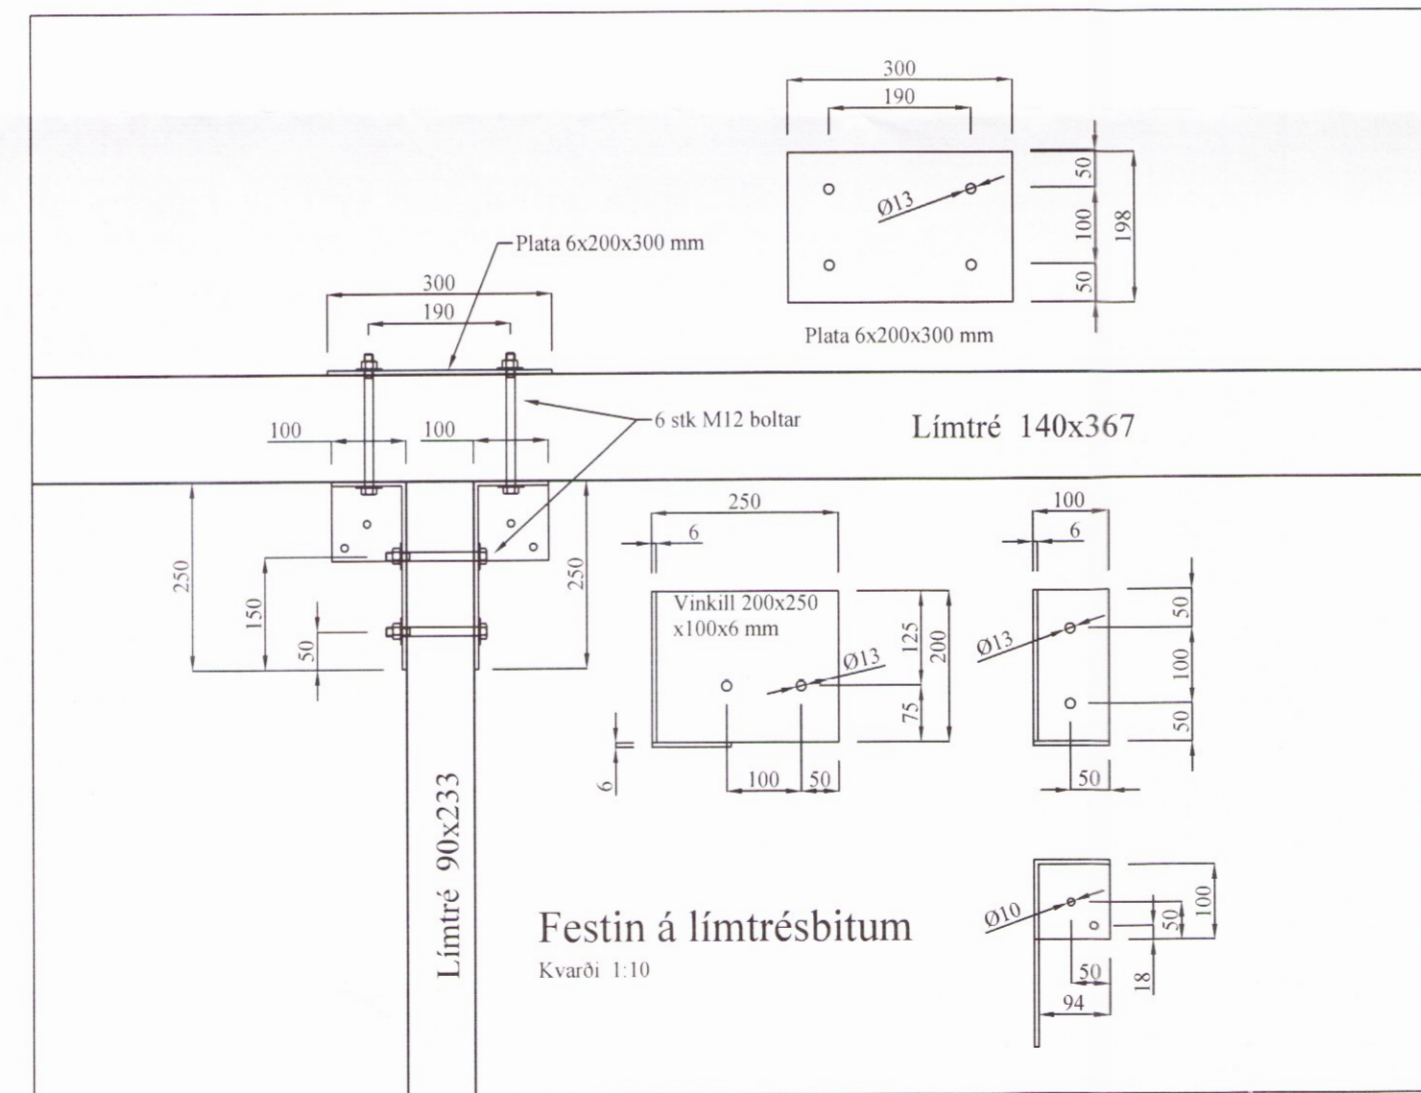 300
190
Ø13
50
100
50
198
Plata 6x200x300 mm
Plata 6x200x300 mm
300
190
100
100
6 stk M12 boltar
Límtré 140x367
250
150
50
250
250
6
Vinkill 200x250
x100x6 mm
Ø13
125
75
200
6
100
50
100
6
Ø13
50
100
50
50
Límtré 90x233
Festin á límtrésbitum
Kvarði 1:10
Ø10
50
100
50
18
94